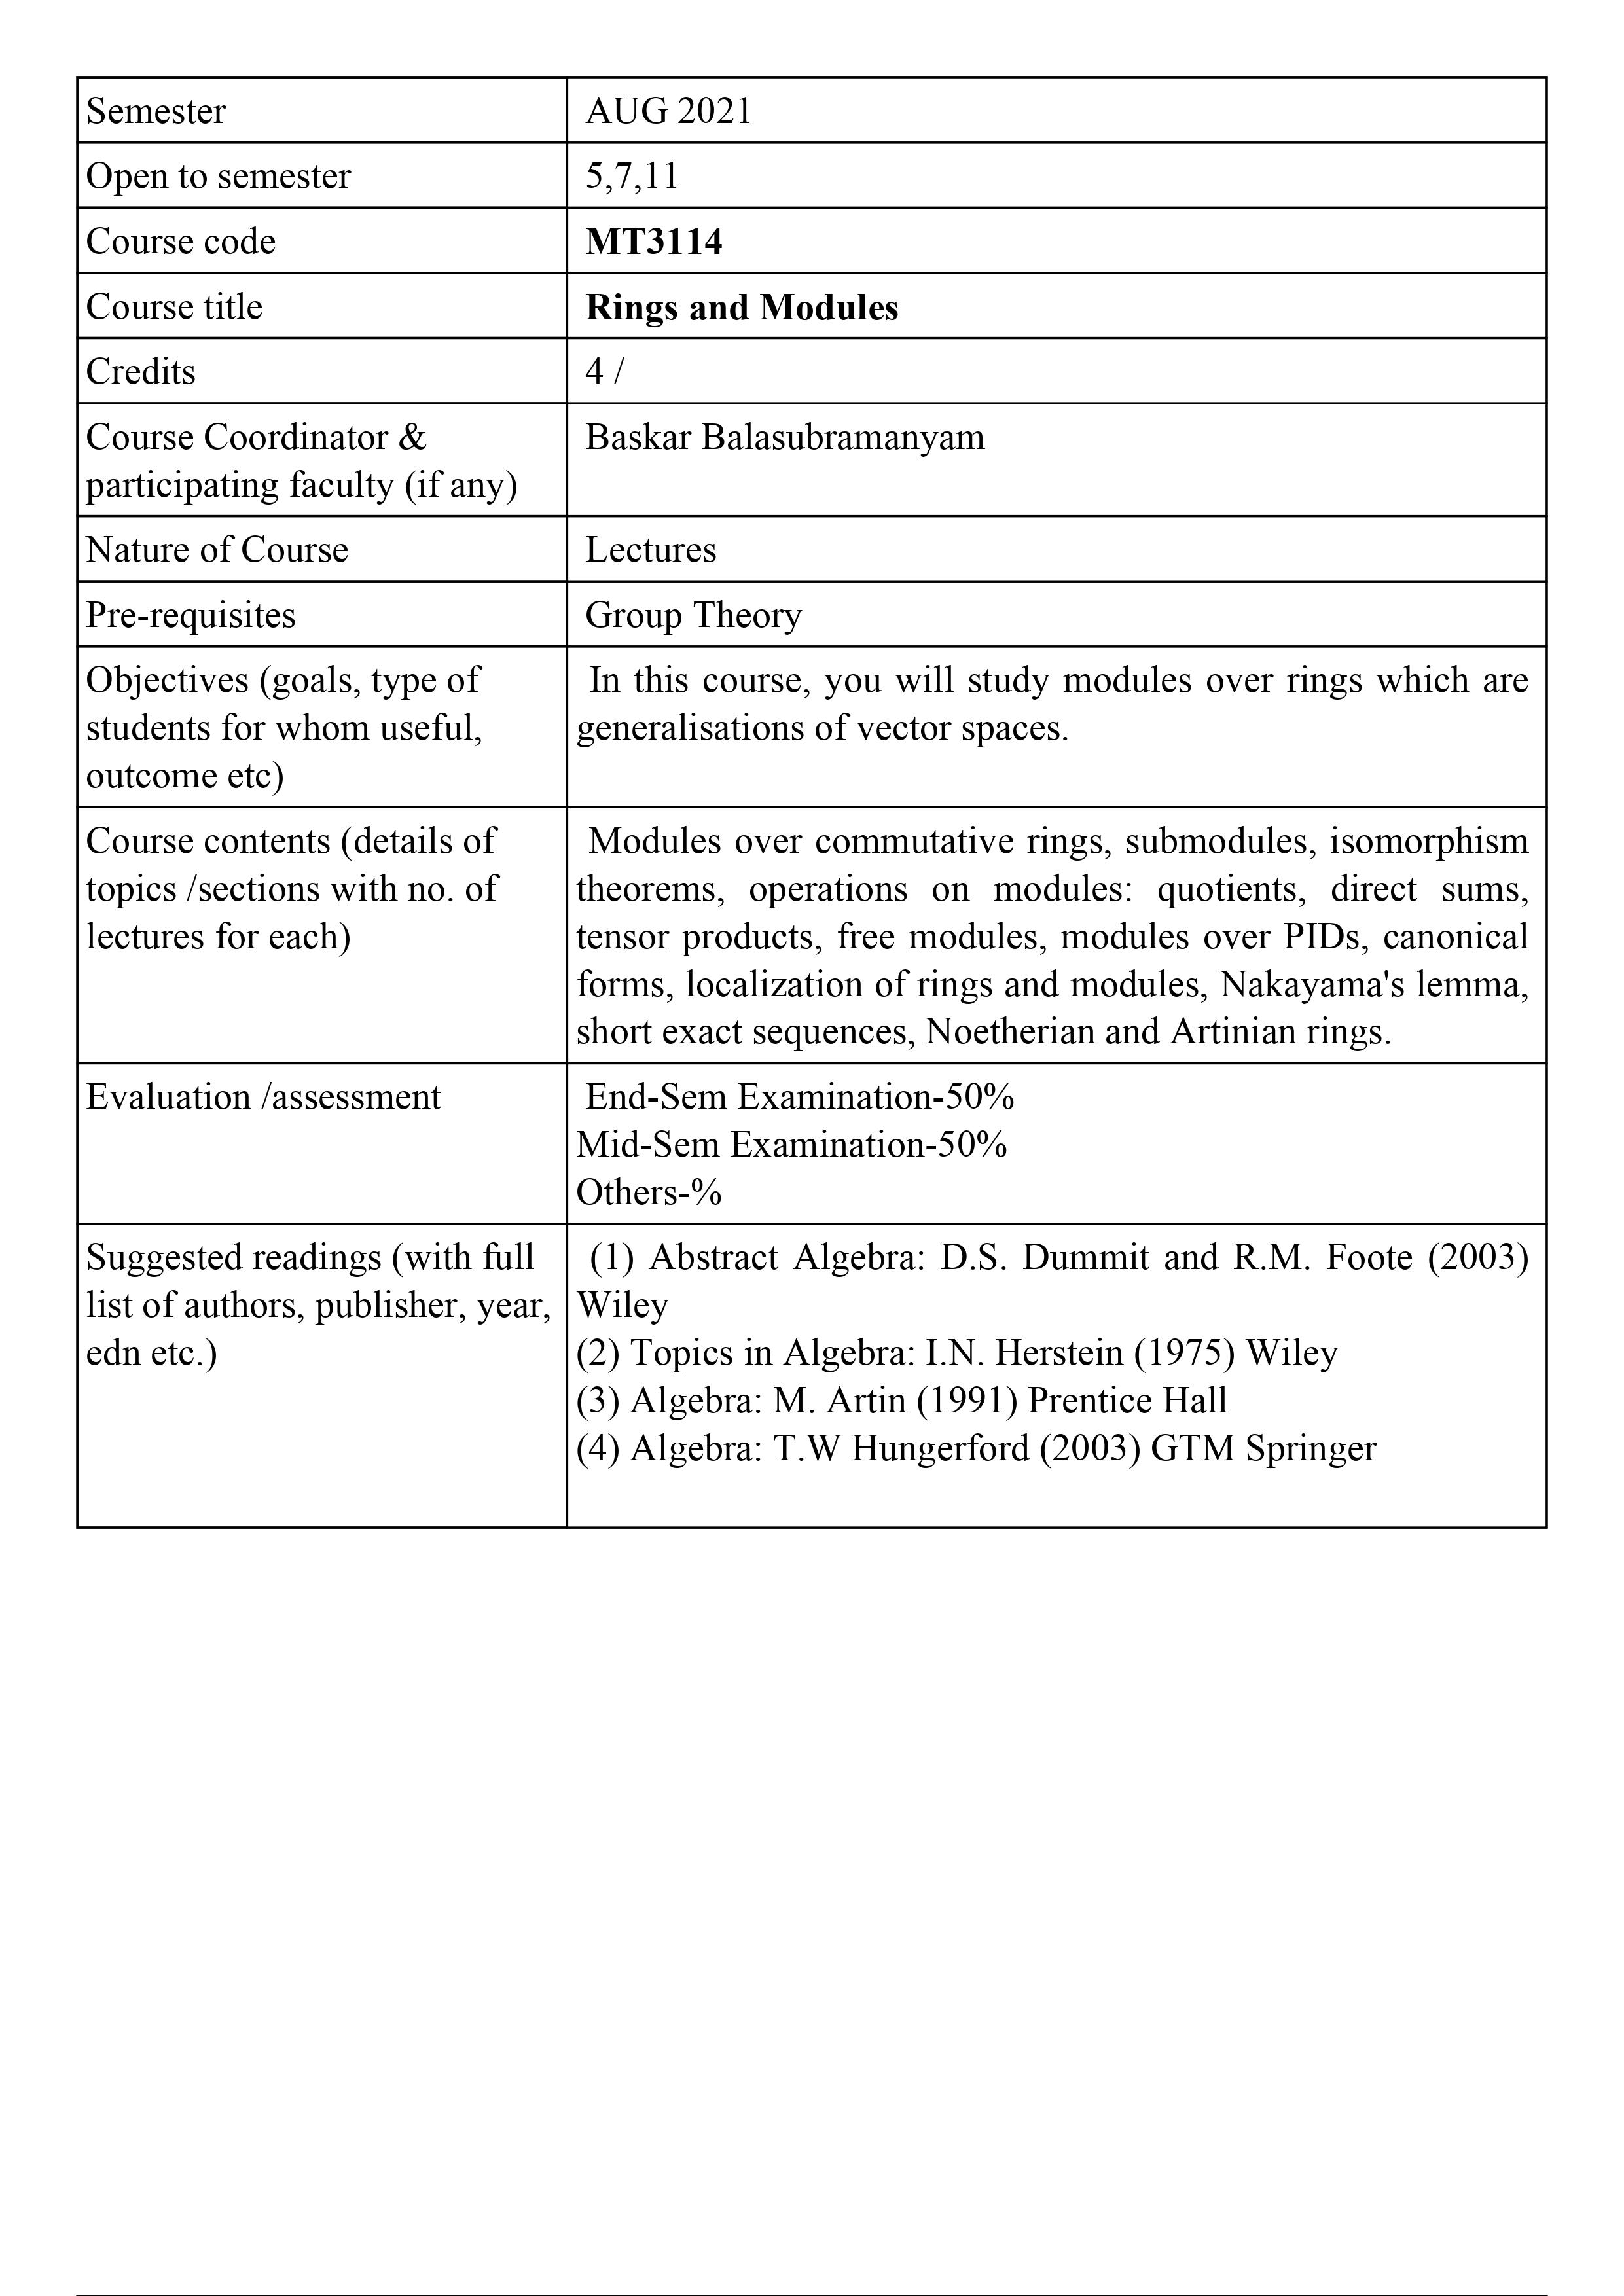 Semester
AUG 2021
Open to semester
5,7,11
Course code
MT3114
Course title
Rings and Modules
Credits
4 /
Course Coordinator &
participating faculty (if any)
Baskar Balasubramanyam
Nature of Course
Lectures
Pre-requisites
Group Theory
Objectives (goals, type of
students for whom useful,
outcome etc)
In this course, you will study modules over rings which are
generalisations of vector spaces.
Course contents (details of
topics /sections with no. of
lectures for each)
Modules over commutative rings, submodules, isomorphism
theorems, operations on modules: quotients, direct sums,
tensor products, free modules, modules over PIDs, canonical
forms, localization of rings and modules, Nakayama's lemma,
short exact sequences, Noetherian and Artinian rings.
Evaluation /assessment
End-Sem Examination-50%
Mid-Sem Examination-50%
Others-%
Suggested readings (with full
list of authors, publisher, year,
edn etc.)
(1) Abstract Algebra: D.S. Dummit and R.M. Foote (2003)
Wiley
(2) Topics in Algebra: I.N. Herstein (1975) Wiley
(3) Algebra: M. Artin (1991) Prentice Hall
(4) Algebra: T.W Hungerford (2003) GTM Springer